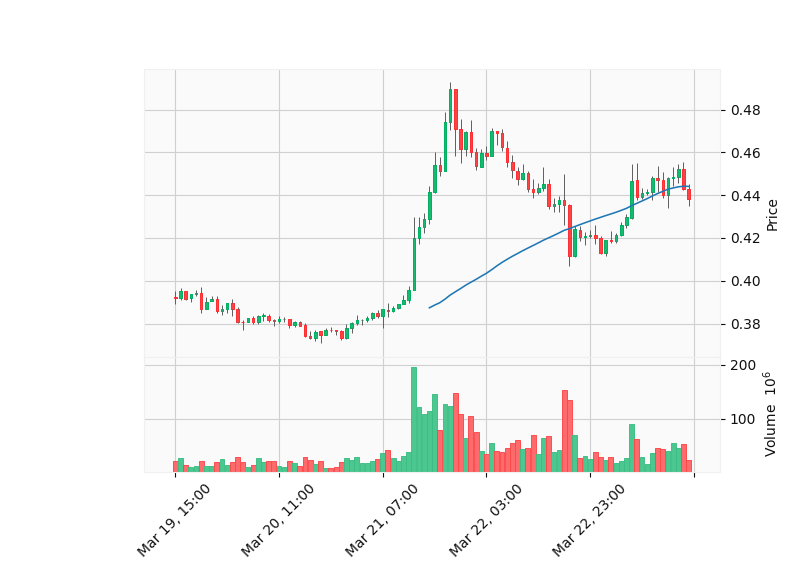 0.48
0.46
0.44
0.42
0.40
0.38
Price
200
100
Volume 10^6
Mar 19, 15:00
Mar 20, 11:00
Mar 21, 07:00
Mar 22, 03:00
Mar 22, 23:00